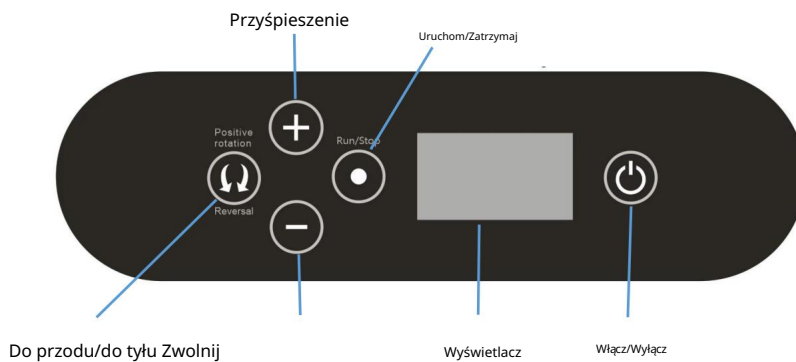 Przyśpieszenie
Uruchom/Zatrzymaj
Positive
rotation
Run/Stop
Reversal
Do przodu/do tyłu Zwolnij
Wyświetlacz
Włącz/Wyłącz